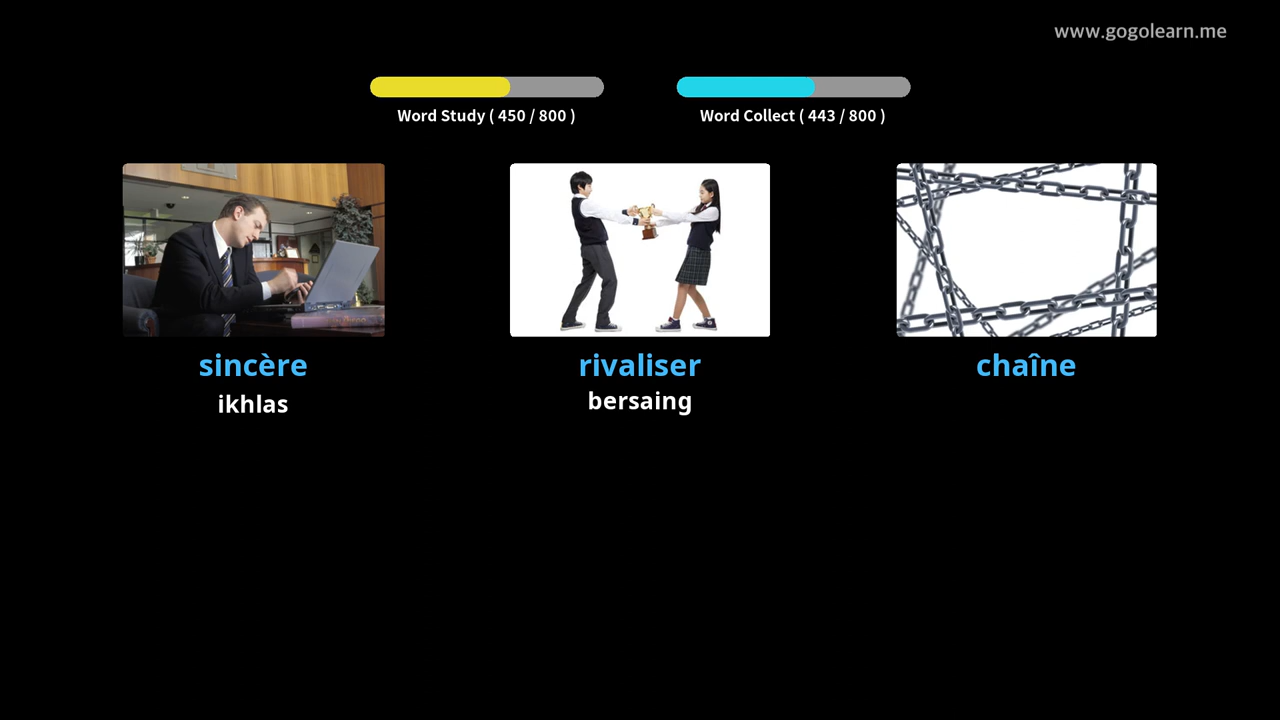 www.gogolearn.me
Word Study ( 450 / 800 )
Word Collect ( 443 / 800 )
sincère
rivaliser
chaîne
ikhlas
bersaing